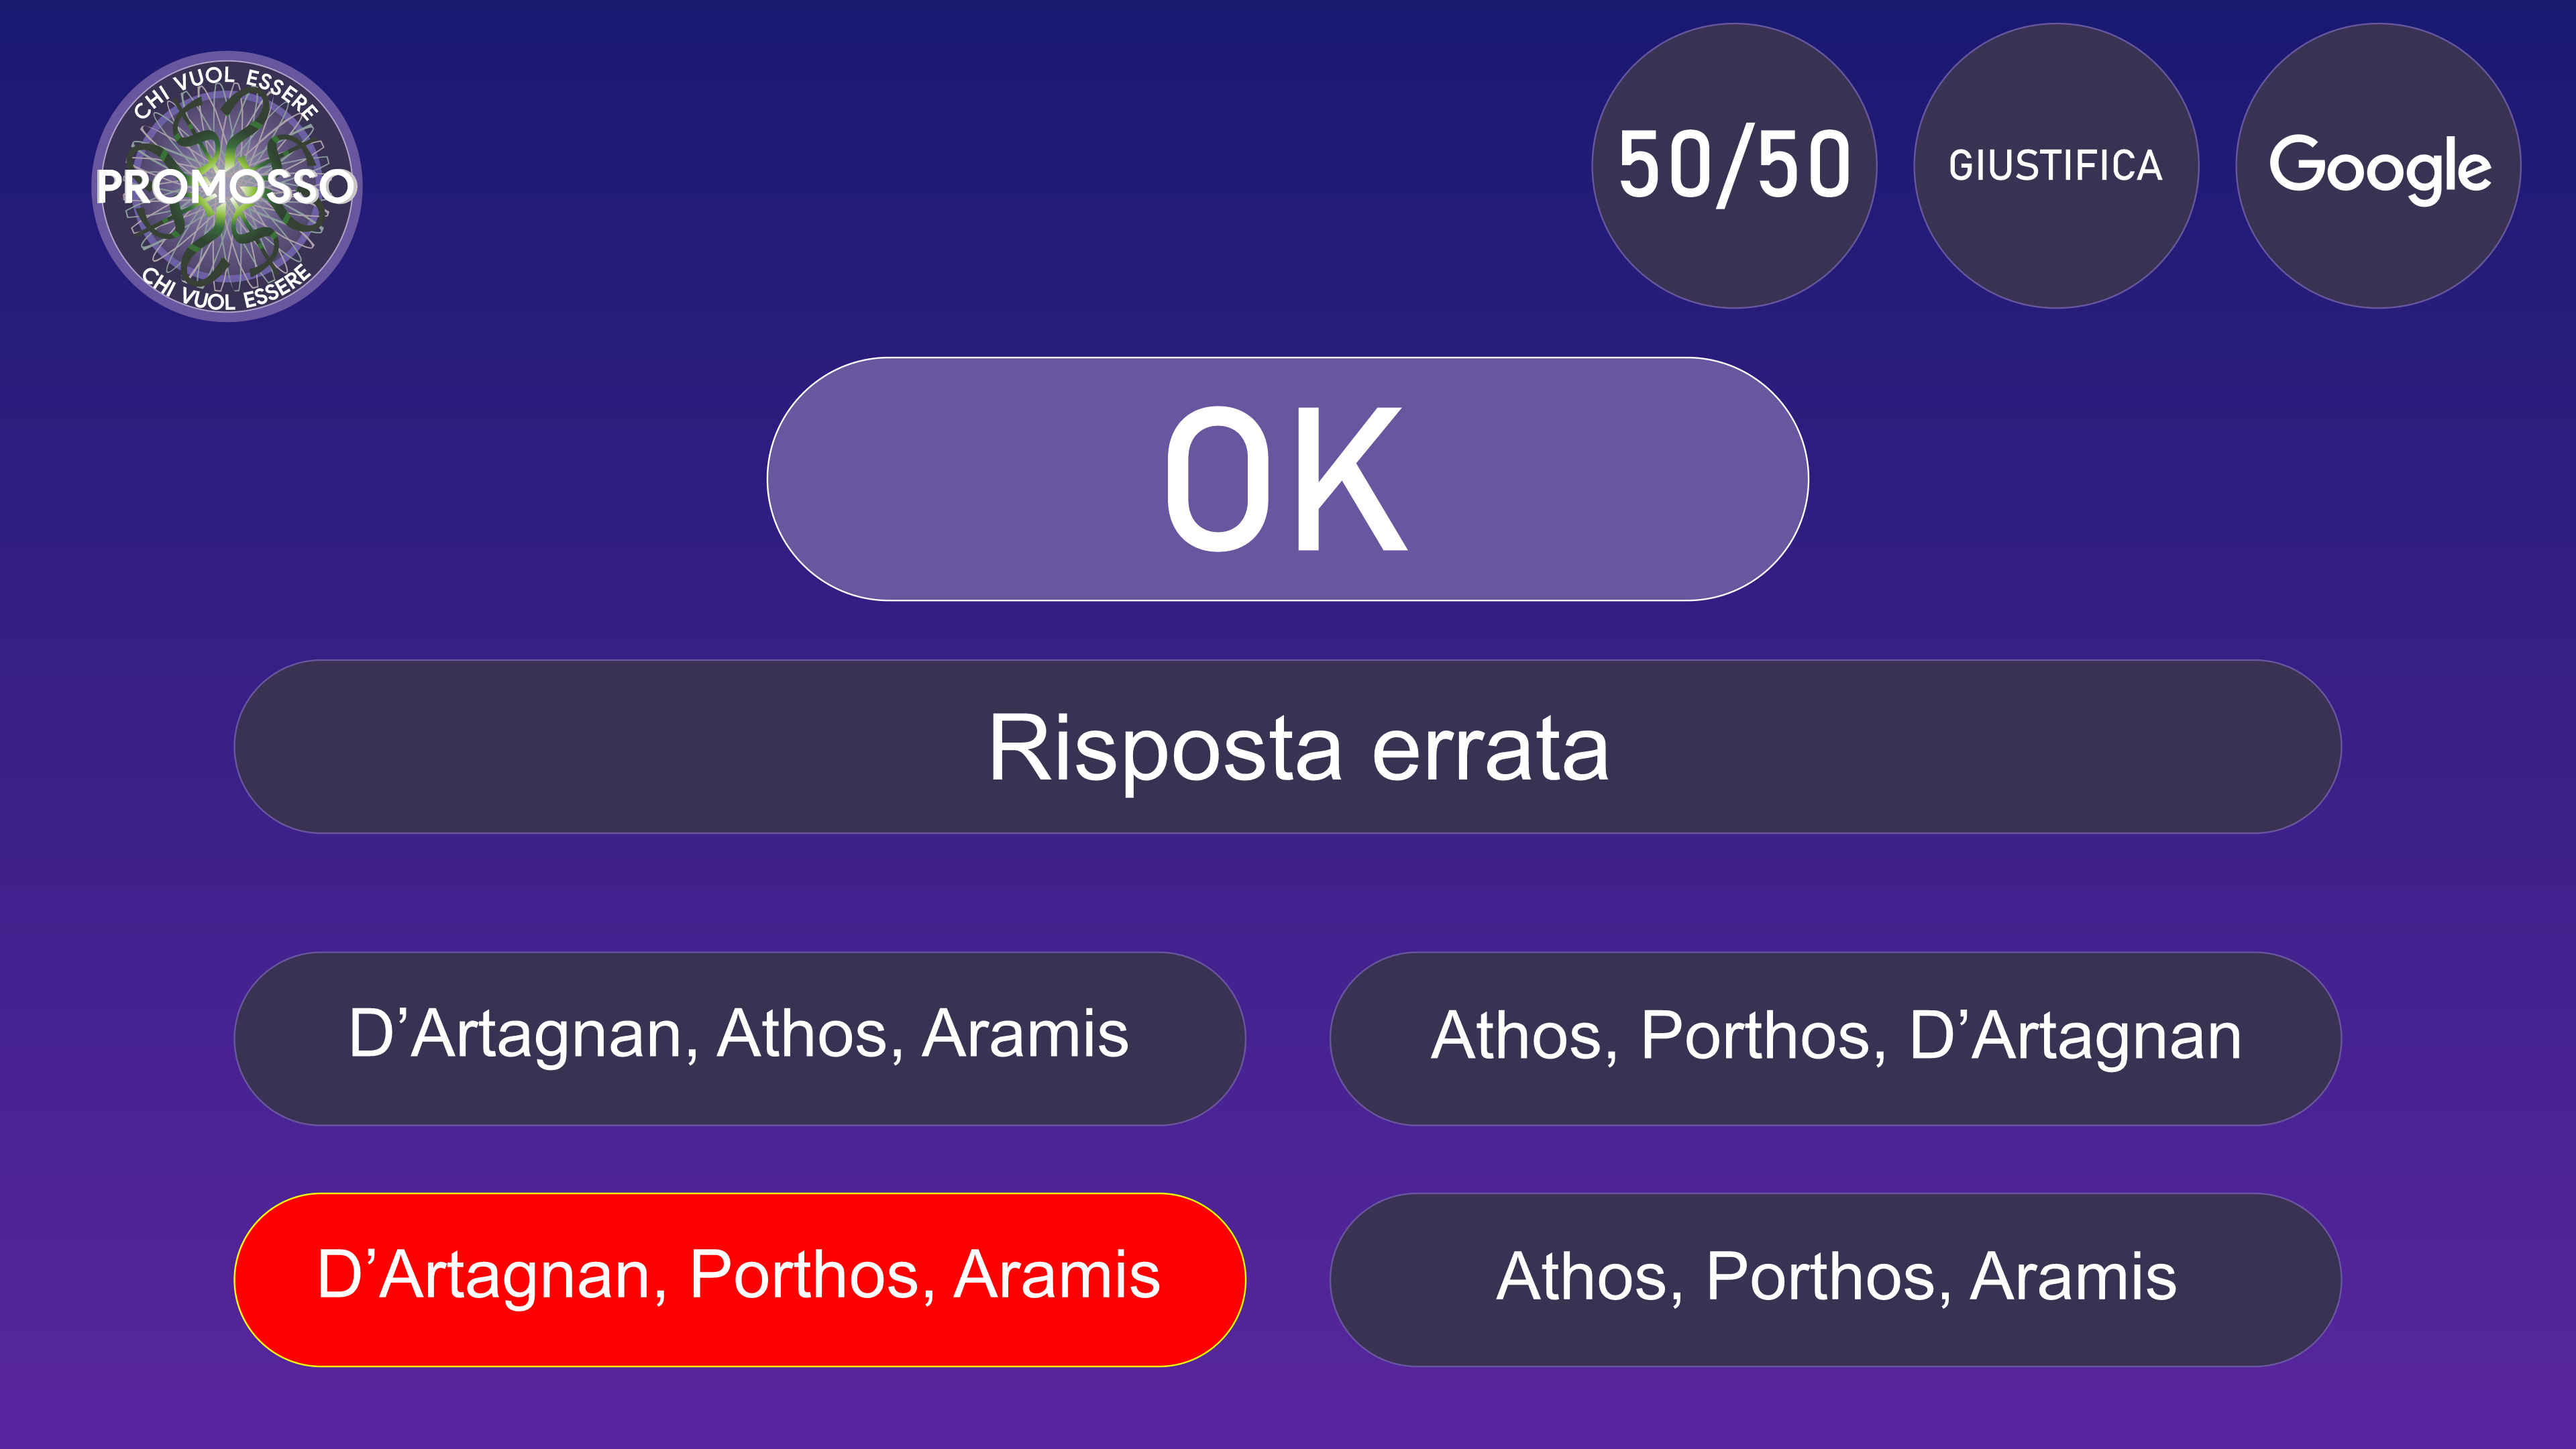 CHI VUOL ESSERE
PROMOSSO
CHI VUOL ESSERE
50/50
GIUSTIFICA
Google
OK
Risposta errata
D’Artagnan, Athos, Aramis
Athos, Porthos, D’Artagnan
D’Artagnan, Porthos, Aramis
Athos, Porthos, Aramis